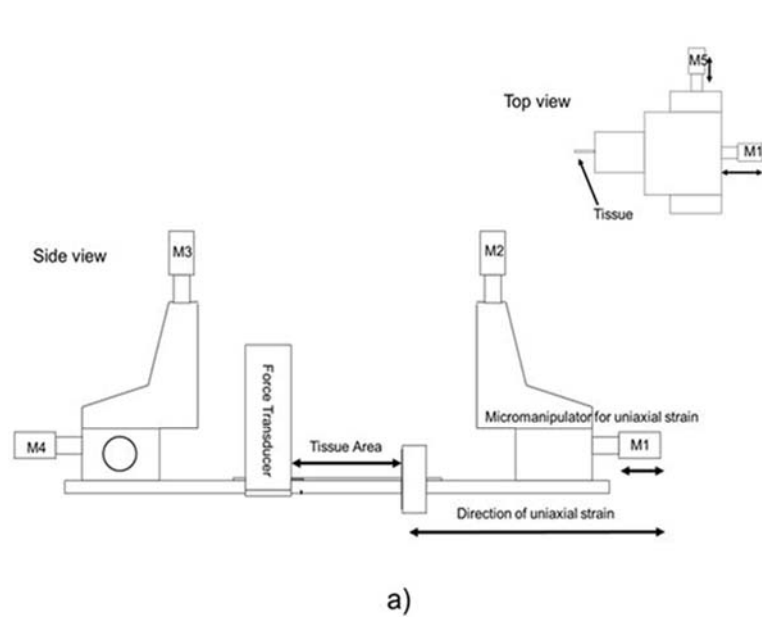 M5
Top view
M1
Tissue
M3
M2
Side view
Force Transducer
Micromanipulator for uniaxial strain
M4
Tissue Area
M1
Direction of uniaxial strain
a)